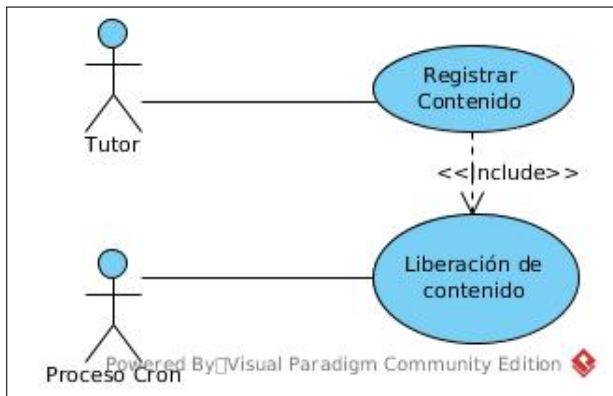 Registrar
Contenido
Tutor
<<Include>>
Liberación de
contenido
Powered By Visual Paradigm Community Edition
Proceso Cron